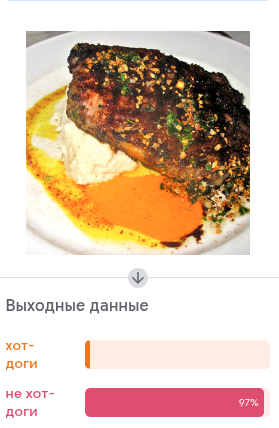 Выходные данные
хот-
доги
не хот-
доги
97%